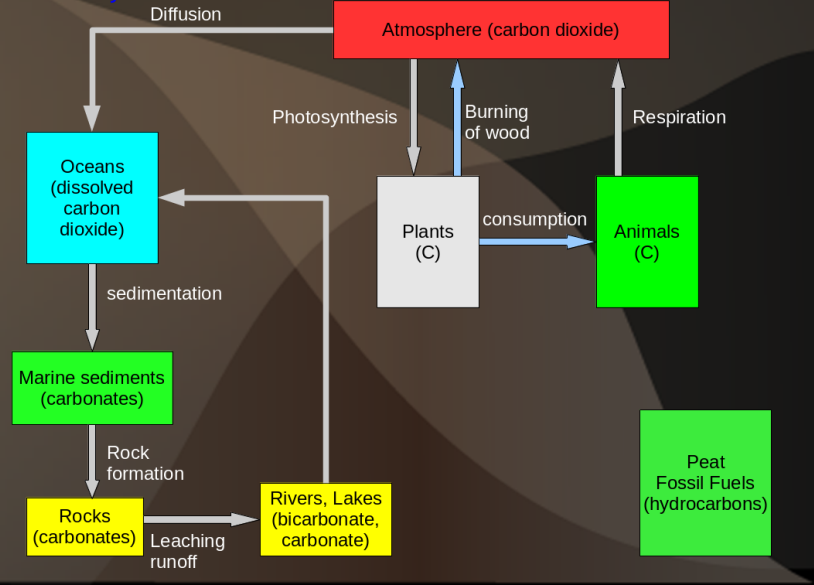 Diffusion
Atmosphere (carbon dioxide)
Photosynthesis
Burning
of wood
Respiration
Oceans
(dissolved
carbon
dioxide)
Plants
(C)
consumption
Animals
(C)
sedimentation
Marine sediments
(carbonates)
Rock
formation
Peat
Fossil Fuels
(hydrocarbons)
Rocks
(carbonates)
Leaching
runoff
Rivers, Lakes
(bicarbonate,
carbonate)